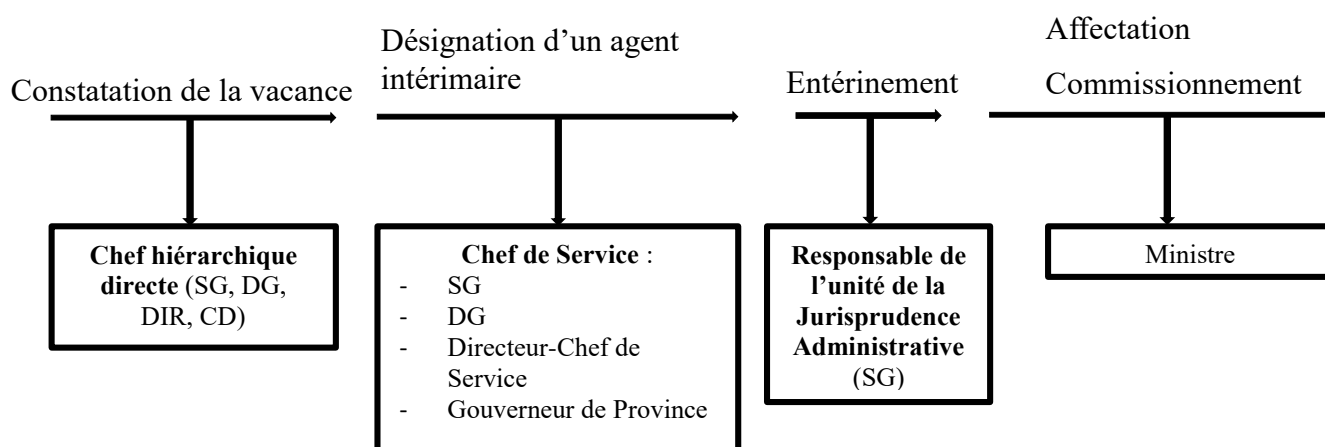 Constatation de la vacance
Désignation d’un agent
intérimaire
Entérinement
Affectation
Commissionnement
Chef hiérarchique
directe (SG, DG,
DIR, CD)
Chef de Service :
- SG
- DG
- Directeur-Chef de
Service
- Gouverneur de Province
Responsable de
l’unité de la
Jurisprudence
Administrative
(SG)
Ministre